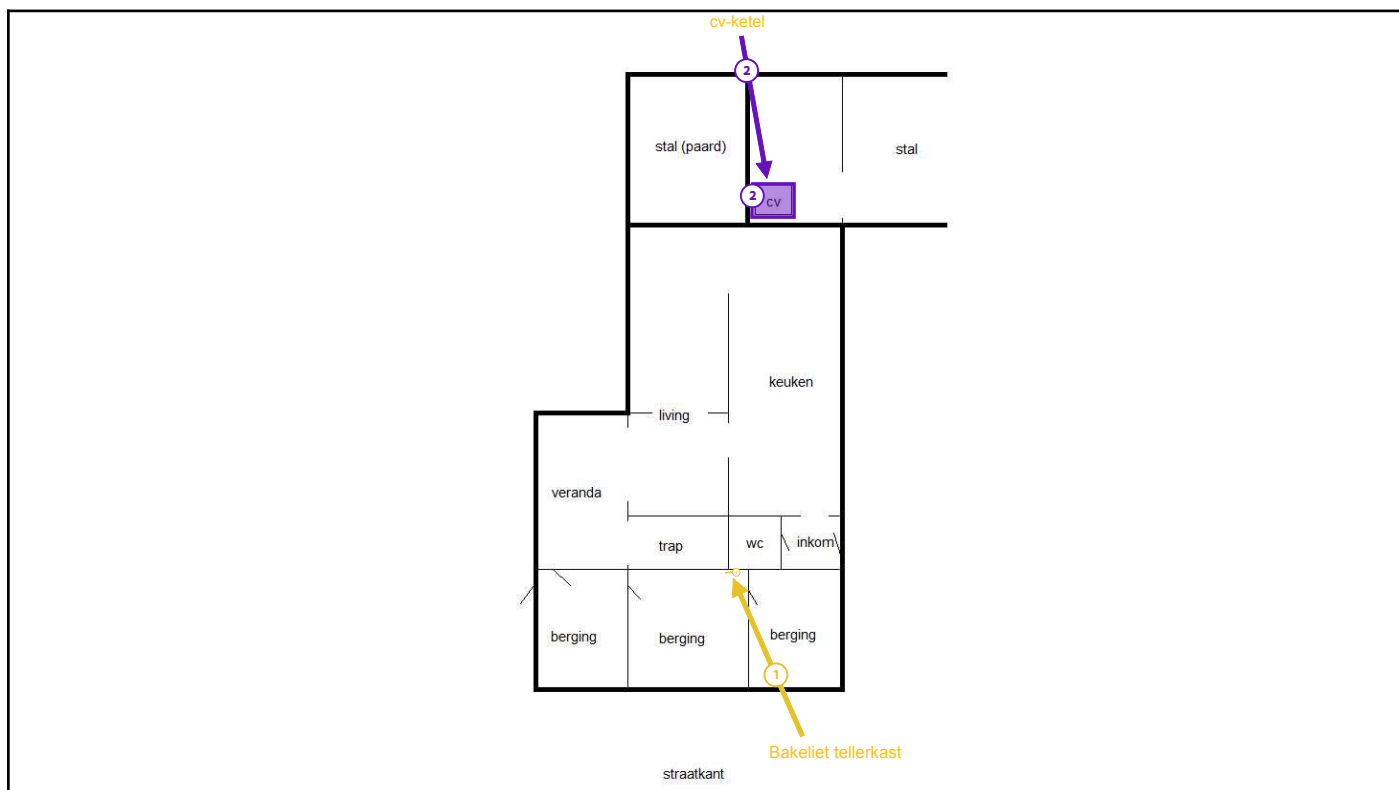 cv-ketel
2
stal (paard)
stal
2
cv
keuken
living
veranda
trap
wc
inkom
berging
berging
berging
1
Bakeliet tellerkast
straatkant